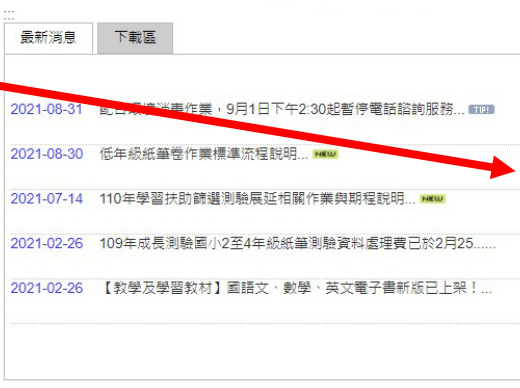 :::
最新消息 下載區
2021-08-31 配合環境消毒作業,9月1日下午2:30起暫停電話諮詢服務... TIP!
2021-08-30 低年級紙筆卷作業標準流程說明... NEW
2021-07-14 110年學習扶助篩選測驗展延相關作業與期程說明... NEW
2021-02-26 109年成長測驗國小2至4年級紙筆測驗資料處理費已於2月25......
2021-02-26 【教學及學習教材】國語文、數學、英文電子書新版已上架！...